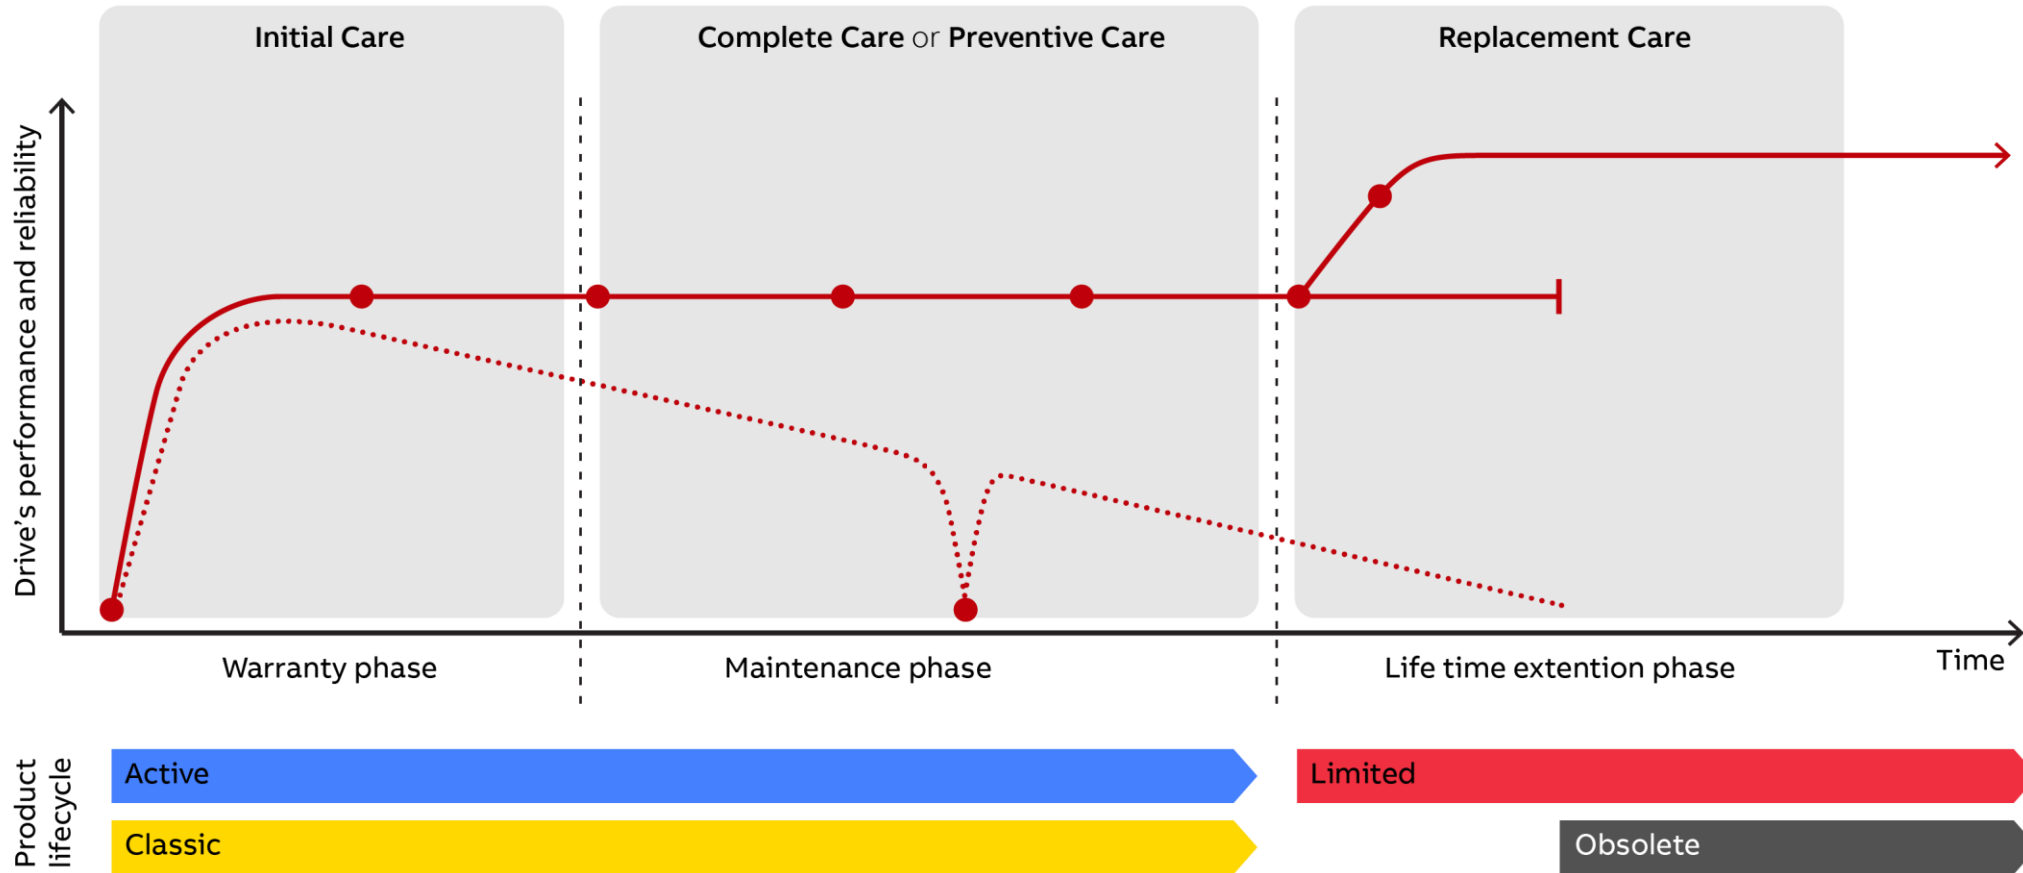 Initial Care
Complete Care or Preventive Care
Replacement Care
Drive's performance and reliability
Warranty phase
Maintenance phase
Life time extention phase
Time
Product
lifecycle
Active
Limited
Classic
Obsolete